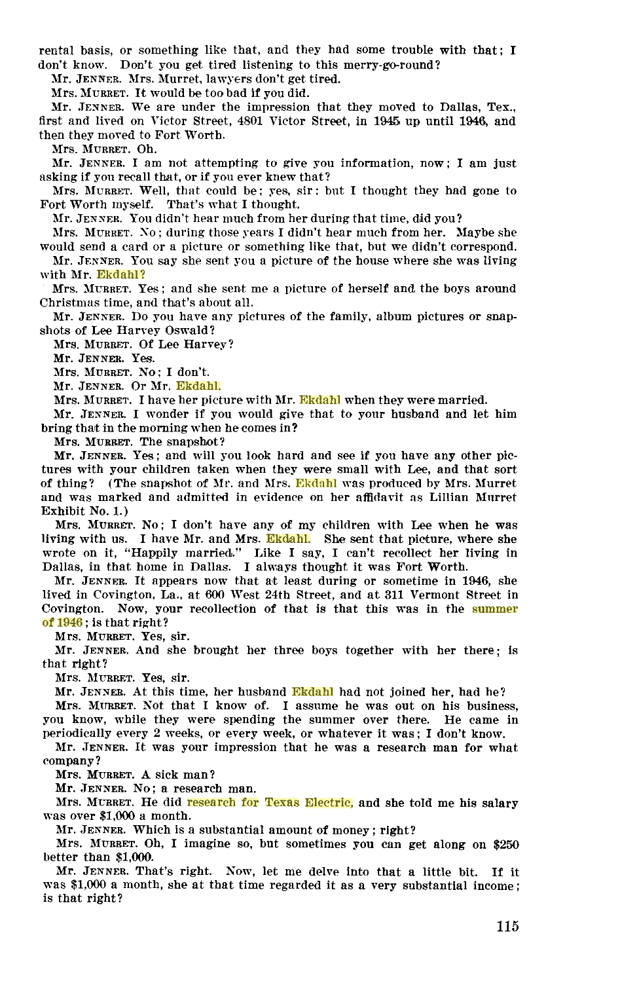 rental basis, or something like that, and they had some trouble with that; I
don't know. Don't you get tired listening to this merry-go-round?
Mr. JENNER. Mrs. Murret, lawyers don't get tired.
Mrs. MURRET. It would be too bad if you did.
Mr. JENNER. We are under the impression that they moved to Dallas, Tex.,
first and lived on Victor Street, 4801 Victor Street, in 1945 up until 1946, and
then they moved to Fort Worth.
Mrs. MURRET. Oh.
Mr. JENNER. I am not attempting to give you information, now; I am just
asking if you recall that, or if you ever knew that?
Mrs. MURRET. Well, that could be; yes, sir; but I thought they had gone to
Fort Worth myself. That's what I thought.
Mr. JENNER. You didn't hear much from her during that time, did you?
Mrs. MURRET. No; during those years I didn't hear much from her. Maybe she
would send a card or a picture or something like that, but we didn't correspond.
Mr. JENNER. You say she sent you a picture of the house where she was living
with Mr. Ekdahl?
Mrs. MURRET. Yes; and she sent me a picture of herself and the boys around
Christmas time, and that's about all.
Mr. JENNER. Do you have any pictures of the family, album pictures or snap-
shots of Lee Harvey Oswald?
Mrs. MURRET. Of Lee Harvey?
Mr. JENNER. Yes.
Mrs. MURRET. No; I don't.
Mr. JENNER. Or Mr. Ekdahl.
Mrs. MURRET. I have her picture with Mr. Ekdahl when they were married.
Mr. JENNER. I wonder if you would give that to your husband and let him
bring that in the morning when he comes in?
Mrs. MURRET. The snapshot?
Mr. JENNER. Yes; and will you look hard and see if you have any other pic-
tures with your children taken when they were small with Lee, and that sort
of thing? (The snapshot of Mr. and Mrs. Ekdahl was produced by Mrs. Murret
and was marked and admitted in evidence on her affidavit as Lillian Murret
Exhibit No. 1.)
Mrs. MURRET. No; I don't have any of my children with Lee when he was
living with us. I have Mr. and Mrs. Ekdahl. She sent that picture, where she
wrote on it, "Happily married." Like I say, I can't recollect her living in
Dallas, in that home in Dallas. I always thought it was Fort Worth.
Mr. JENNER. It appears now that at least during or sometime in 1946, she
lived in Covington, La., at 600 West 24th Street, and at 311 Vermont Street in
Covington. Now, your recollection of that is that this was in the summer
of 1946; is that right?
Mrs. MURRET. Yes, sir.
Mr. JENNER. And she brought her three boys together with her there; is
that right?
Mrs. MURRET. Yes, sir.
Mr. JENNER. At this time, her husband Ekdahl had not joined her, had he?
Mrs. MURRET. Not that I know of. I assume he was out on his business,
you know, while they were spending the summer over there. He came in
periodically every 2 weeks, or every week, or whatever it was; I don't know.
Mr. JENNER. It was your impression that he was a research man for what
company?
Mrs. MURRET. A sick man?
Mr. JENNER. No; a research man.
Mrs. MURRET. He did research for Texas Electric, and she told me his salary
was over $1,000 a month.
Mr. JENNER. Which is a substantial amount of money; right?
Mrs. MURRET. Oh, I imagine so, but sometimes you can get along on $250
better than $1,000.
Mr. JENNER. That's right. Now, let me delve into that a little bit. If it
was $1,000 a month, she at that time regarded it as a very substantial income;
is that right?
115